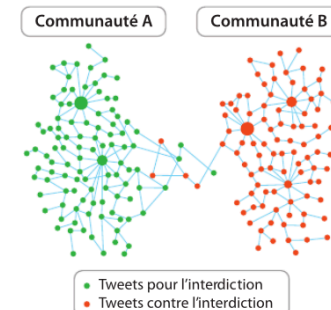 Communauté A
Communauté B
Tweets pour l'interdiction
Tweets contre l'interdiction